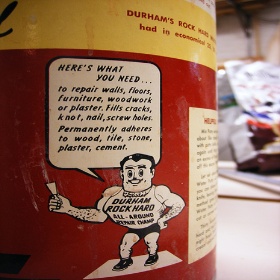 DURHAM'S ROCK HARD
had in economical
HERE'S WHAT
YOU NEED...
to repair walls, floors,
furniture, woodwork
or plaster. Fills cracks,
knot, nail, screw holes.
Permanently adheres
to wood, tile, stone,
plaster, cement.
DURHAM
ROCK HARD
ALL-AROUND
REPAIR CHAMP
HELPFUL